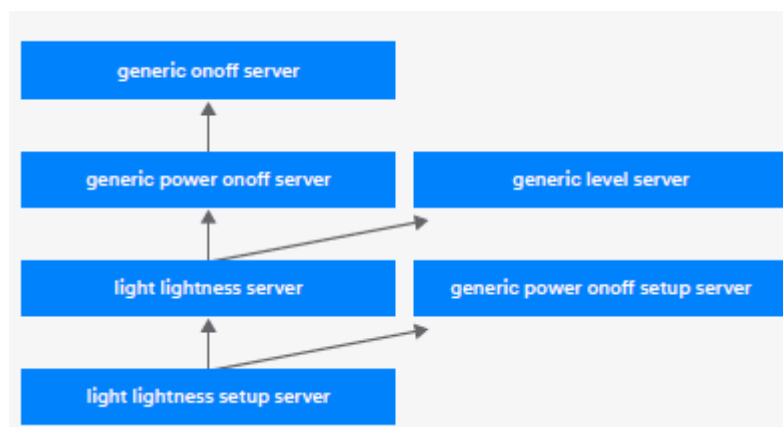 generic onoff server
generic power onoff server
generic level server
light lightness server
generic power onoff setup server
light lightness setup server